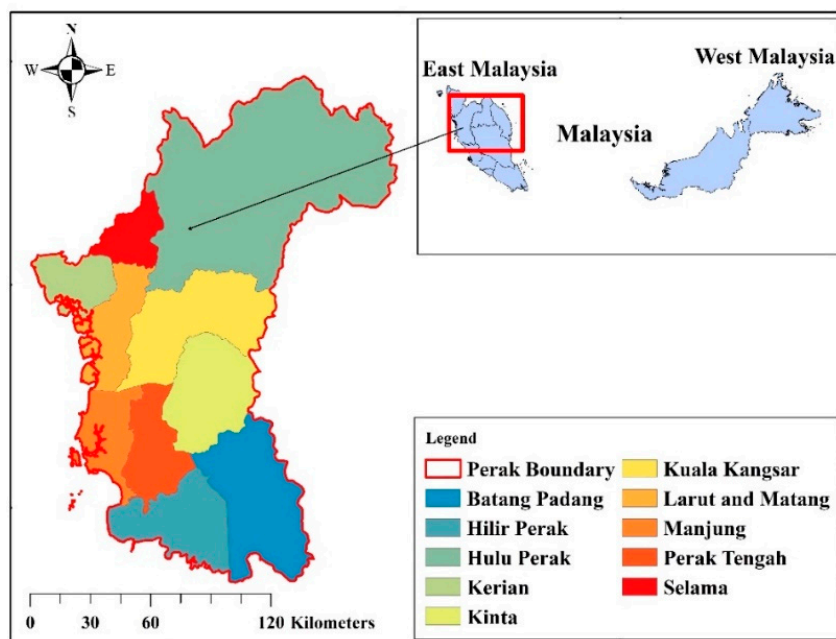 N
W E
S
East Malaysia
West Malaysia
Malaysia
Legend
Perak Boundary
Batang Padang
Hilir Perak
Hulu Perak
Kerian
Kinta
Kuala Kangsar
Larut and Matang
Manjung
Perak Tengah
Selama
0 30 60 120 Kilometers